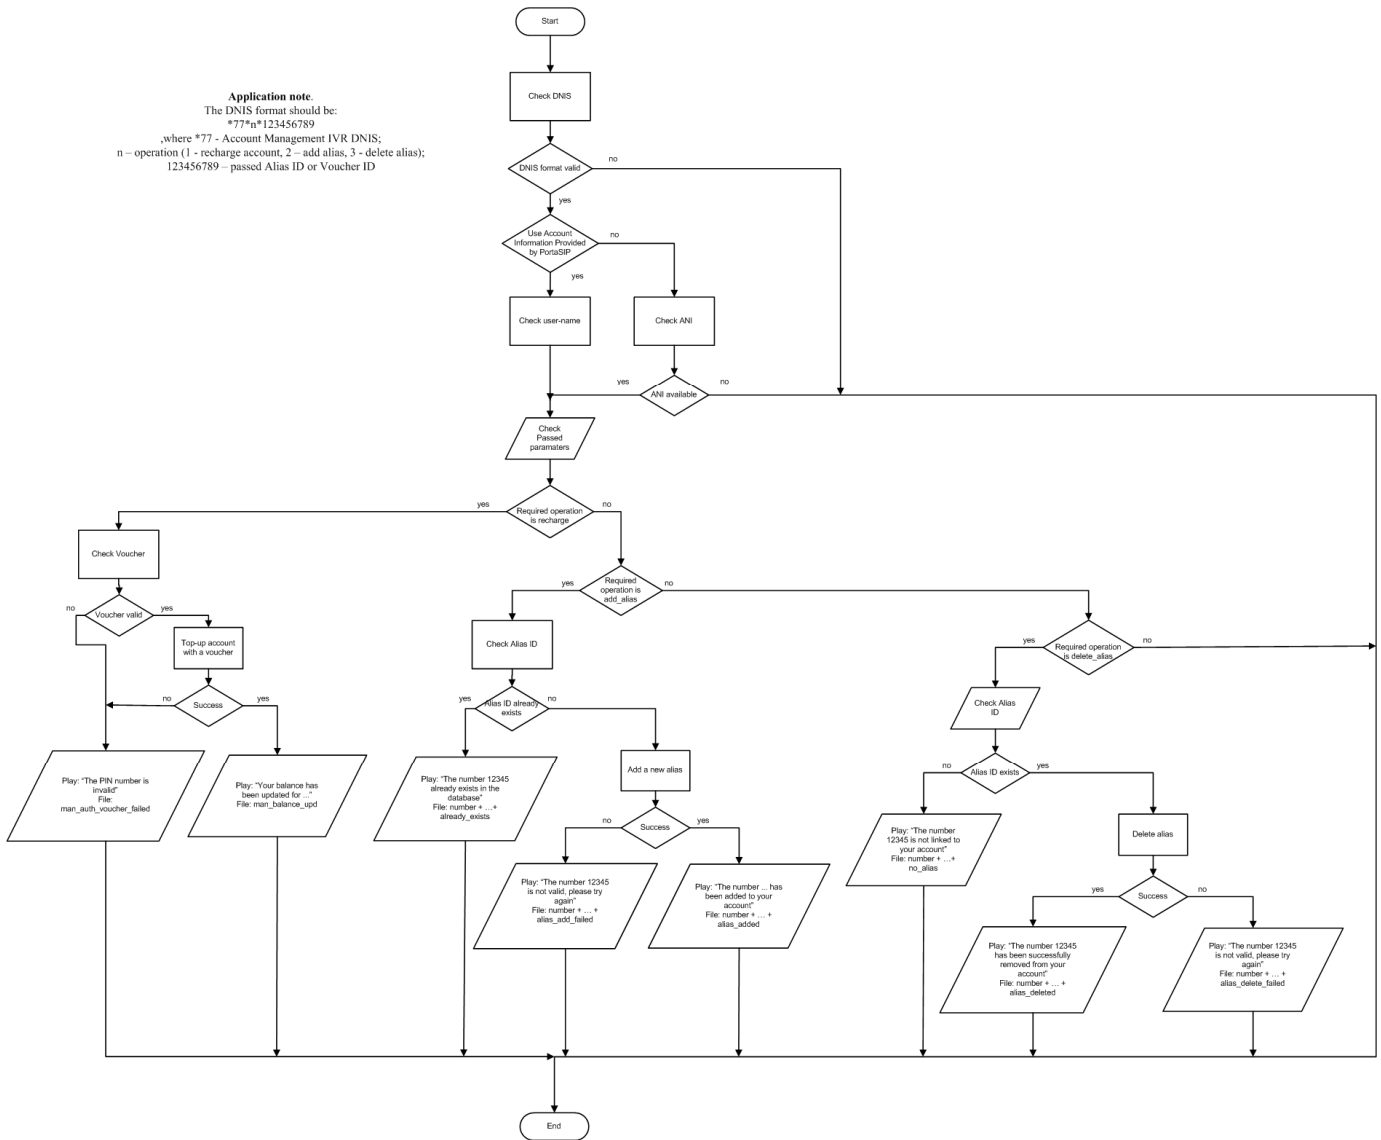 Start
Check DNIS
Application note.
The DNIS format should be:
*77*n*123456789
,where *77 - Account Management IVR DNIS;
n – operation (1 - recharge account, 2 – add alias, 3 - delete alias);
123456789 – passed Alias ID or Voucher ID
DNIS format valid
no
yes
Use Account
Information Provided
by PortaSIP
no
yes
Check user-name
Check ANI
yes
ANI available
no
Check
Passed
paramaters
yes
Required operation
is recharge
no
Check Voucher
no
Voucher valid
yes
Top-up account
with a voucher
no
Success
yes
Play: “The PIN number is
invalid”
File:
man_auth_voucher_failed
Play: “Your balance has
been updated for ...”
File: man_balance_upd
yes
Required
operation is
add_alias
no
Check Alias ID
yes
Alias ID already
exists
no
Play: “The number 12345
already exists in the
database”
File: number + …+
already_exists
Add a new alias
no
Success
yes
Play: “The number 12345
is not valid, please try
again”
File: number + … +
alias_add_failed
Play: “The number ... has
been added to your
account”
File: number + … +
alias_added
yes
Required operation
is delete_alias
no
Check Alias
ID
no
Alias ID exists
yes
Play: “The number
12345 is not linked to
your account”
File: number + …+
no_alias
Delete alias
yes
Success
no
Play: “The number 12345
has been successfully
removed from your
account”
File: number + … +
alias_deleted
Play: “The number 12345
is not valid, please try
again”
File: number + … +
alias_delete_failed
End